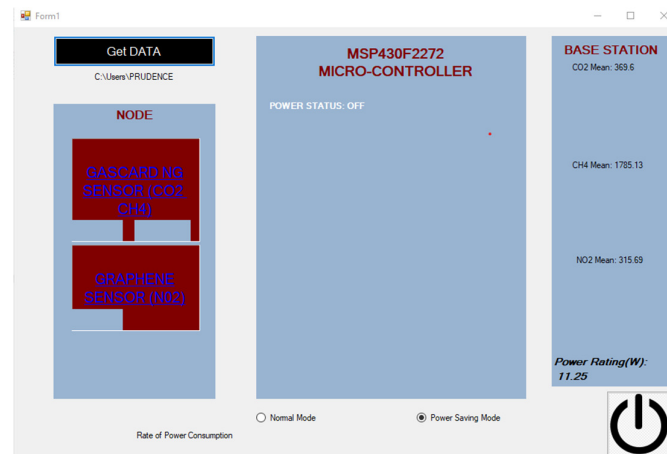 Form1
Get DATA
C:\Users\PRUDENCE
NODE
GASCARD NG
SENSOR (CO2
CH4)
GRAPHENE
SENSOR (N02)
MSP430F2272
MICRO-CONTROLLER
POWER STATUS: OFF
BASE STATION
CO2 Mean: 369.6
CH4 Mean: 1785.13
NO2 Mean: 315.69
Power Rating(W):
11.25
Normal Mode
Power Saving Mode
Rate of Power Consumption